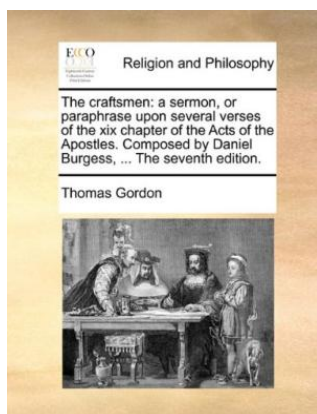 ECCO
Religion and Philosophy
The craftsmen: a sermon, or
paraphrase upon several verses
of the xix chapter of the Acts of the
Apostles. Composed by Daniel
Burgess, ... The seventh edition.
Thomas Gordon